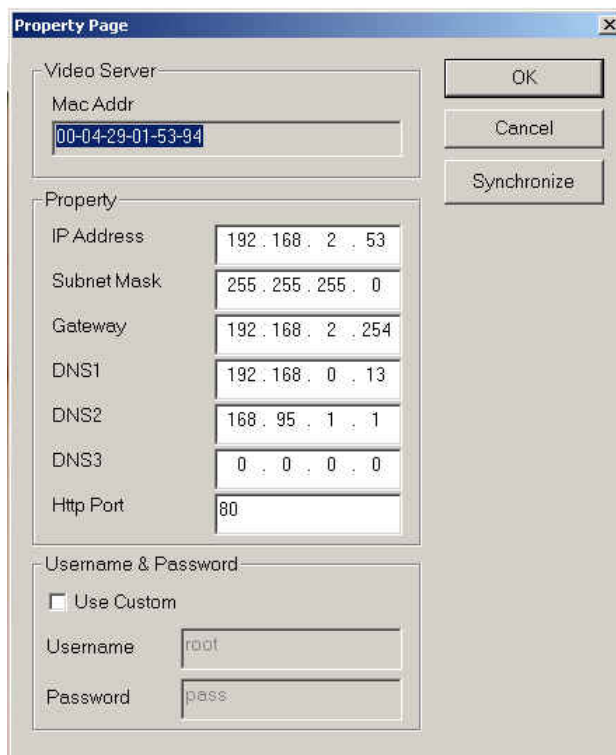 Property Page
Video Server
Mac Addr
00-04-29-01-53-94
OK
Cancel
Synchronize
Property
IP Address 192 . 168 . 2 . 53
Subnet Mask 255 . 255 . 255 . 0
Gateway 192 . 168 . 2 . 254
DNS1 192 . 168 . 0 . 13
DNS2 168 . 95 . 1 . 1
DNS3 0 . 0 . 0 . 0
Http Port 80
Username & Password
Use Custom
Username root
Password pass